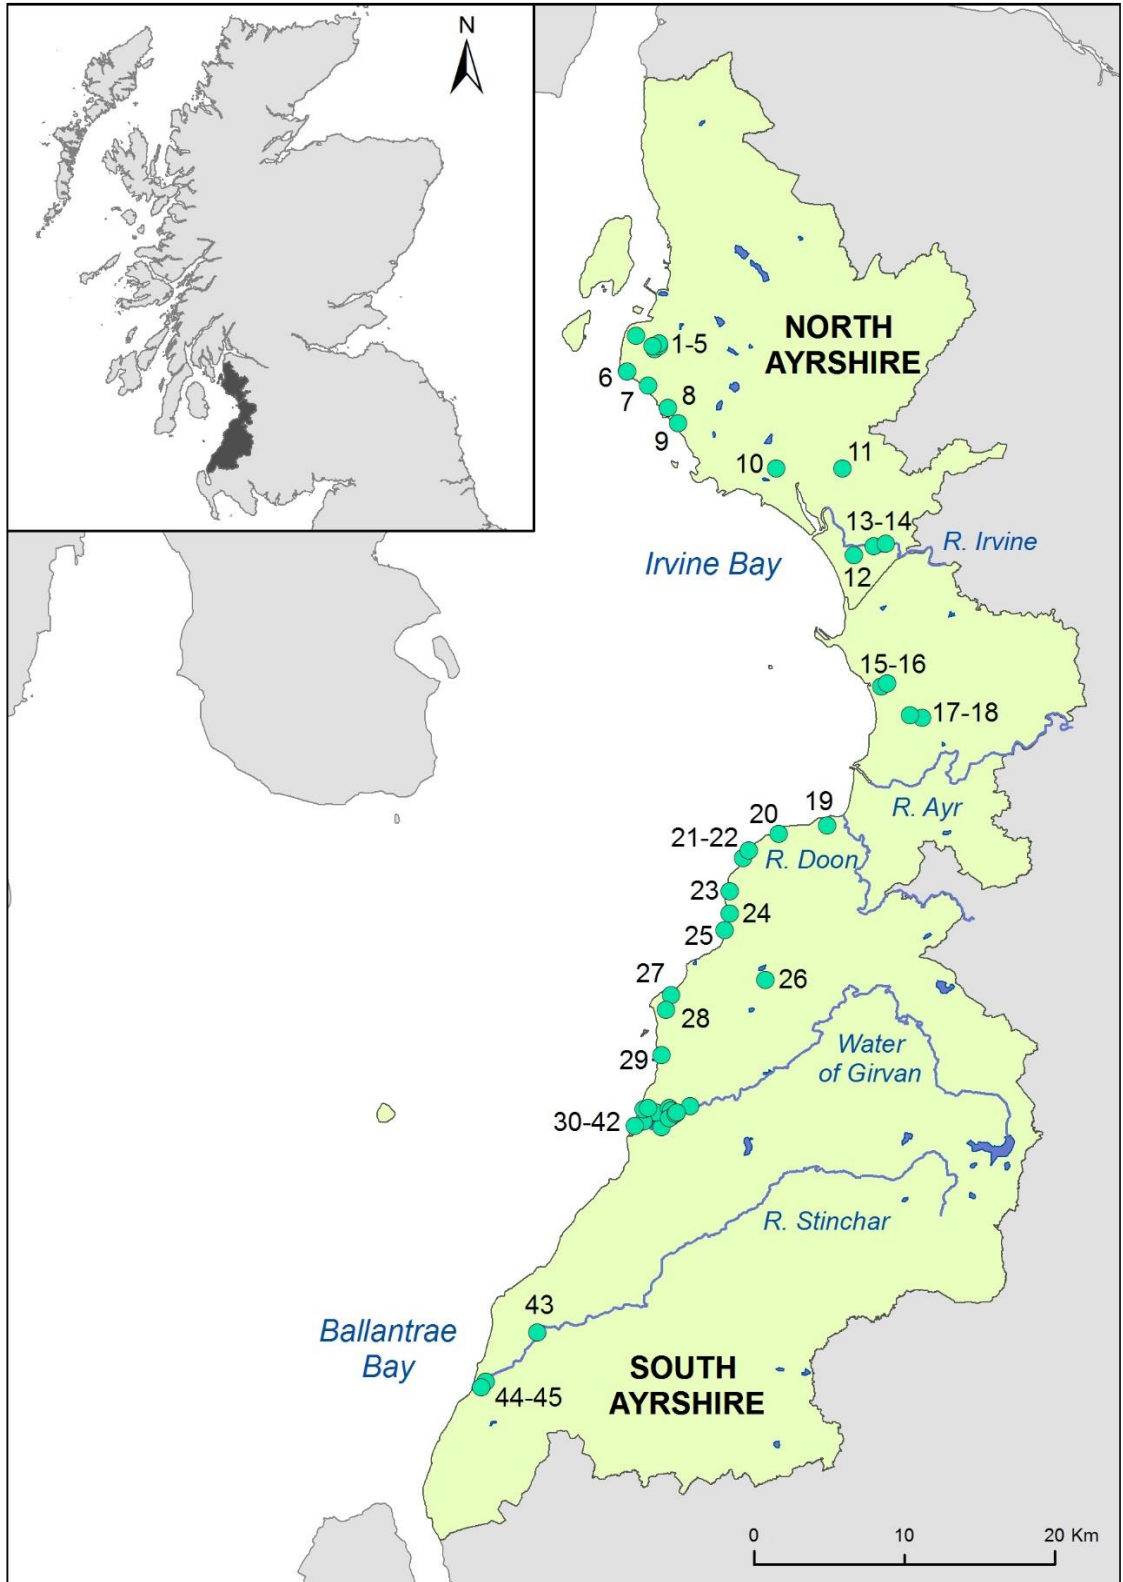 N
NORTH
AYRSHIRE
1-5
6
7
8
9
10
11
13-14
R. Irvine
Irvine Bay
12
15-16
17-18
19
20
R. Ayr
21-22
R. Doon
23
24
25
26
27
28
29
Water
of Girvan
30-42
R. Stinchar
43
Ballantrae
Bay
SOUTH
AYRSHIRE
44-45
0
10
20 Km